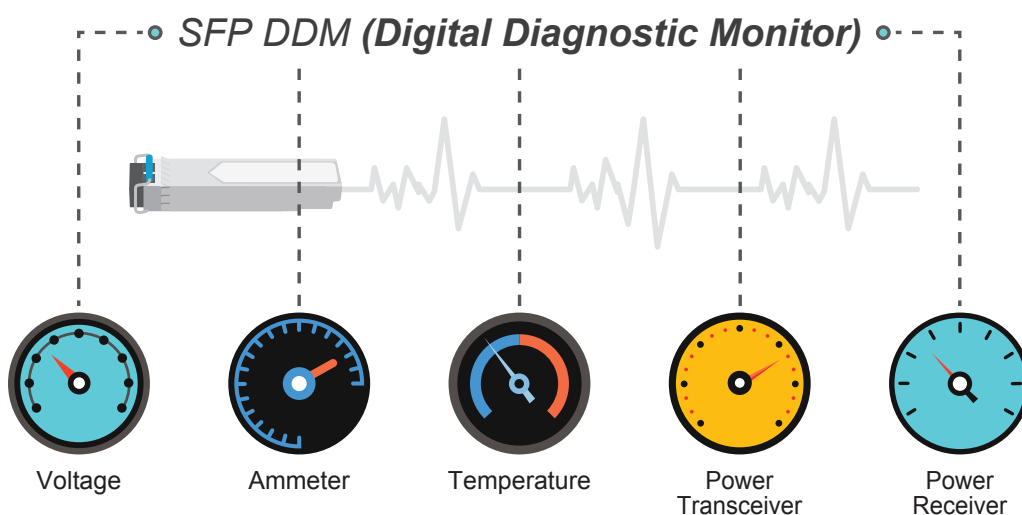 SFP DDM (Digital Diagnostic Monitor)
Voltage
Ammeter
Temperature
Power
Transceiver
Power
Receiver